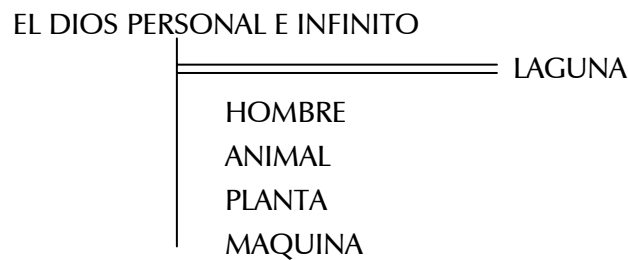 EL DIOS PERSONAL E INFINITO
LAGUNA
HOMBRE
ANIMAL
PLANTA
MAQUINA